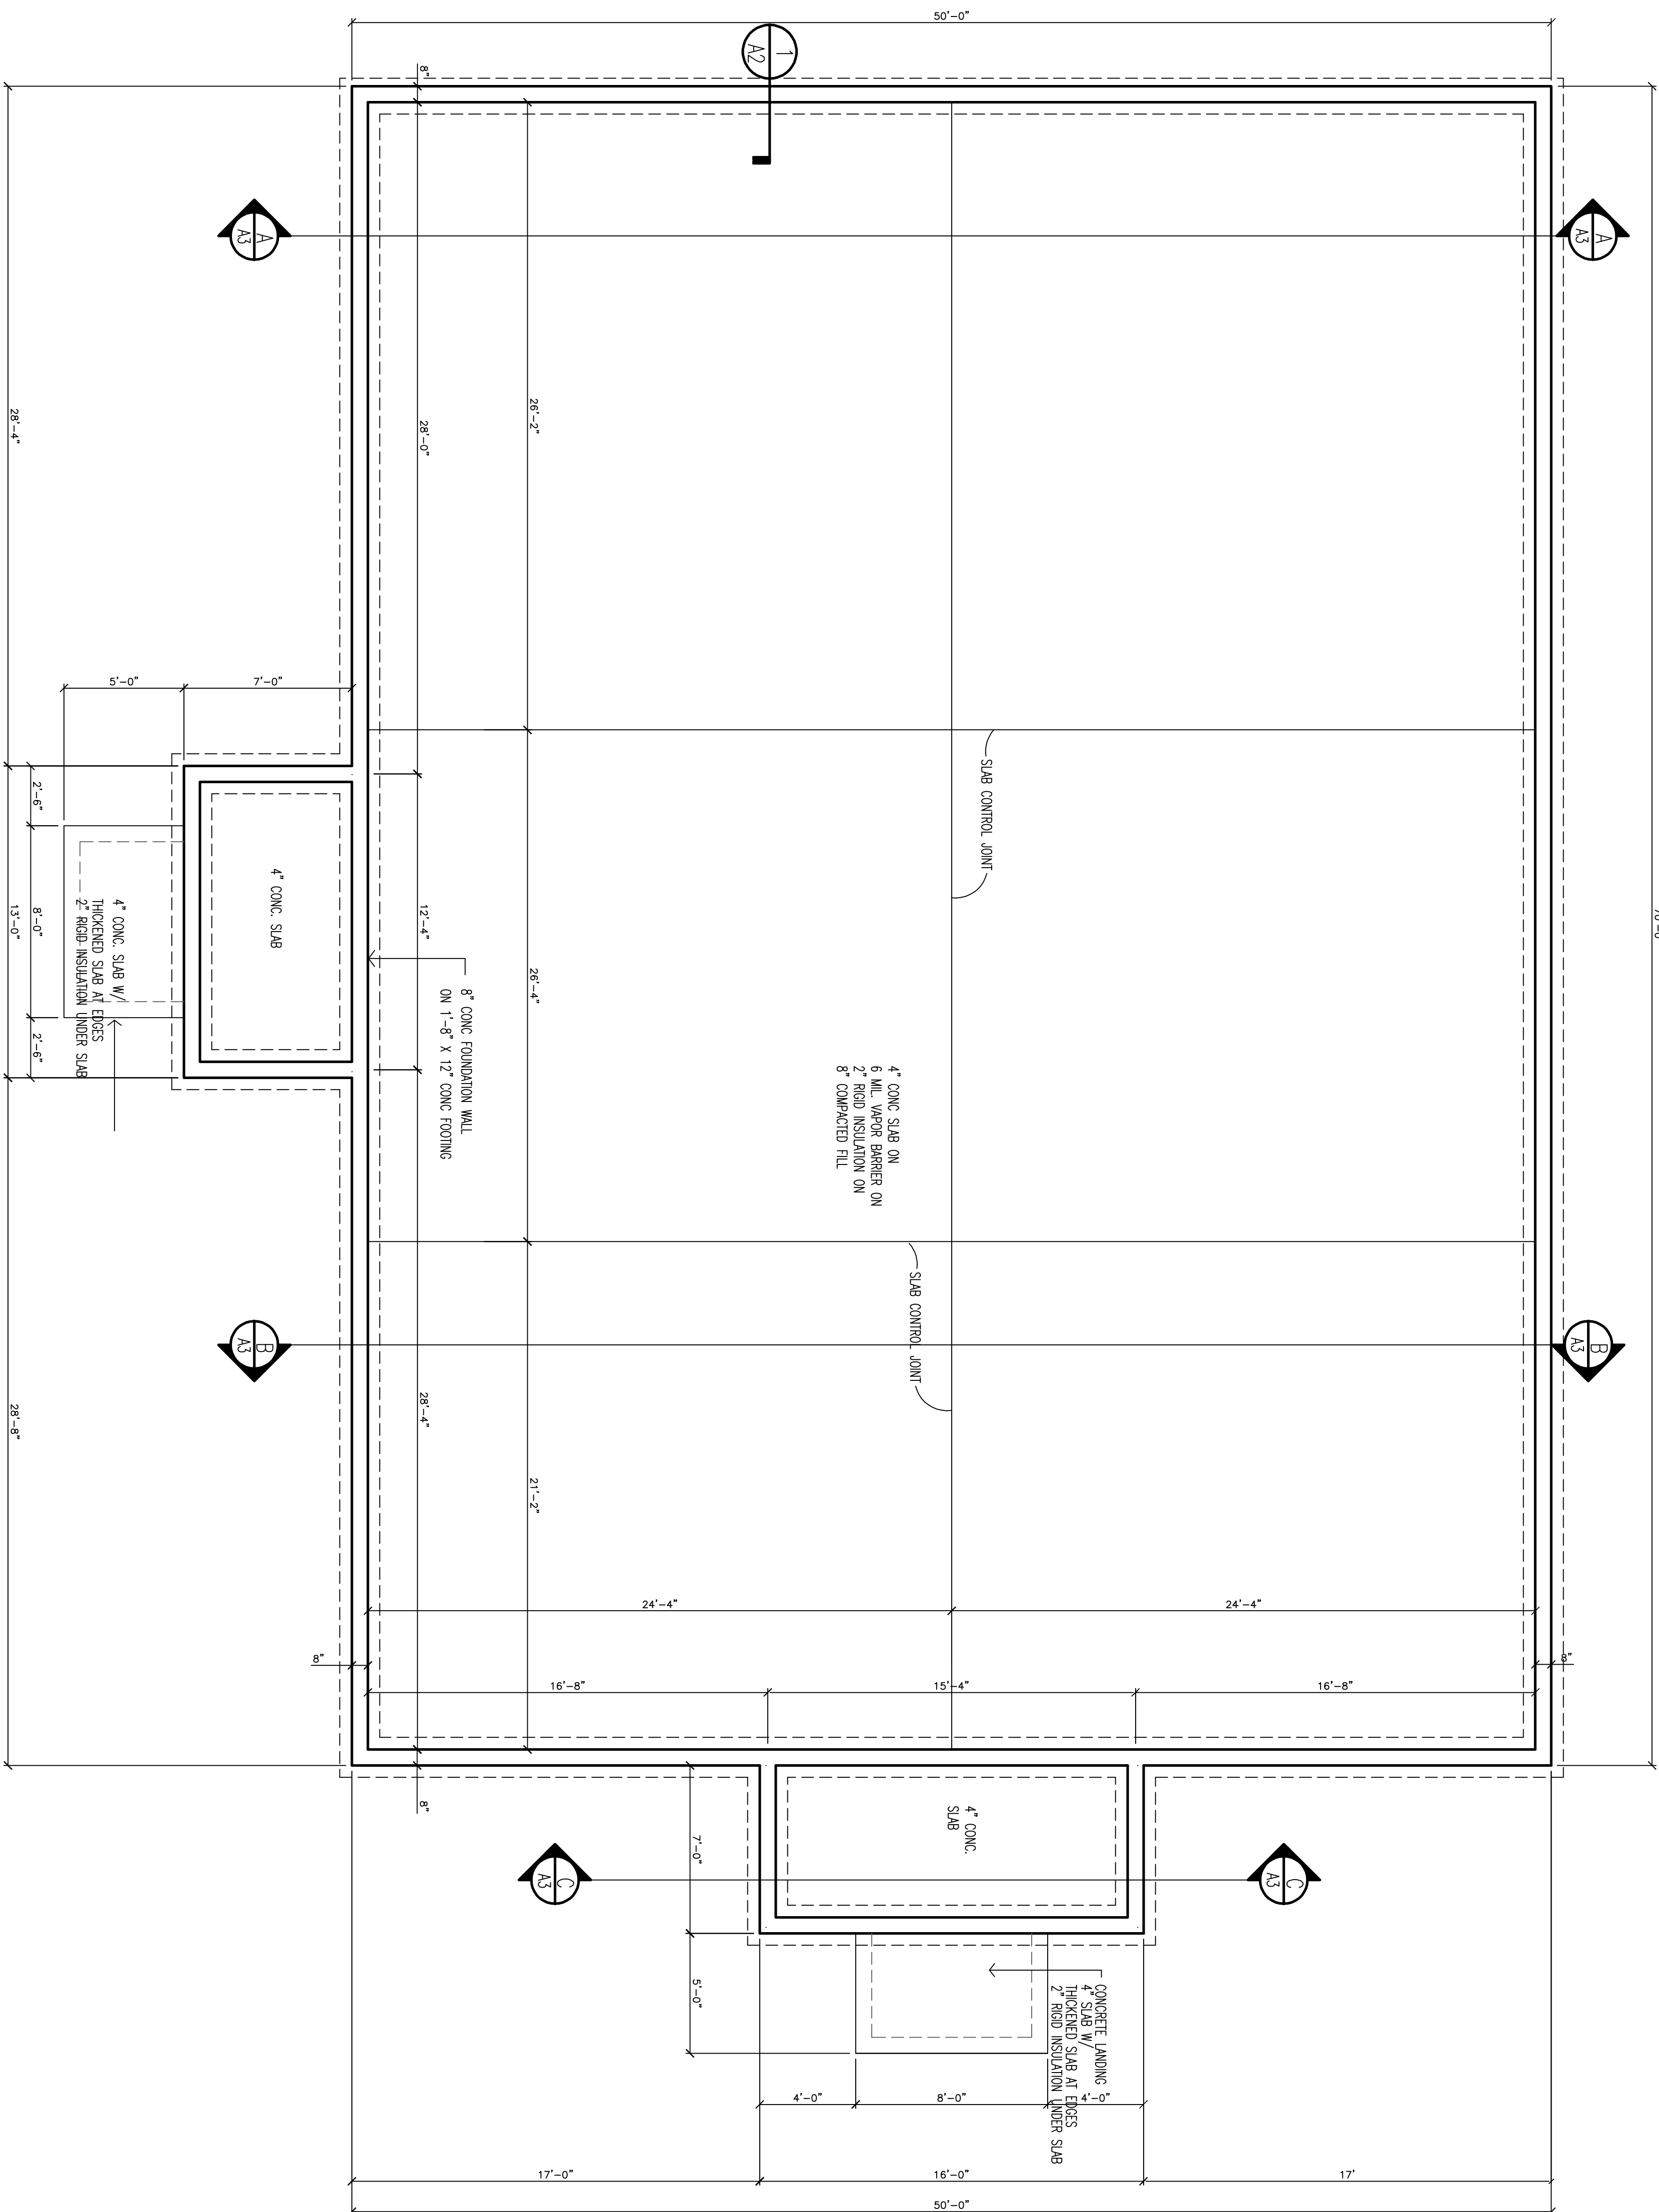 50'-0"
1
A2
8"
70'-0"
A
A3
A
A3
26'-2"
28'-0"
28'-4"
5'-0"
7'-0"
SLAB CONTROL JOINT
2'-6"
8'-0"
2'-6"
13'-0"
4" CONC. SLAB
4" CONC. SLAB W/
THICKENED SLAB AT EDGES
2" RIGID INSULATION UNDER SLAB
12'-4"
26'-4"
8" CONC FOUNDATION WALL
ON 1'-8" X 12" CONC FOOTING
4" CONC SLAB ON
6 MIL. VAPOR BARRIER ON
2" RIGID INSULATION ON
8" COMPACTED FILL
SLAB CONTROL JOINT
B
A3
B
A3
28'-4"
28'-8"
21'-2"
24'-4"
24'-4"
8"
8"
16'-8"
15'-4"
16'-8"
8"
4" CONC.
SLAB
7'-0"
C
A3
C
A3
5'-0"
CONCRETE LANDING
4" SLAB W/
THICKENED SLAB AT EDGES
2" RIGID INSULATION UNDER SLAB
4'-0"
8'-0"
4'-0"
17'-0"
16'-0"
17'
50'-0"